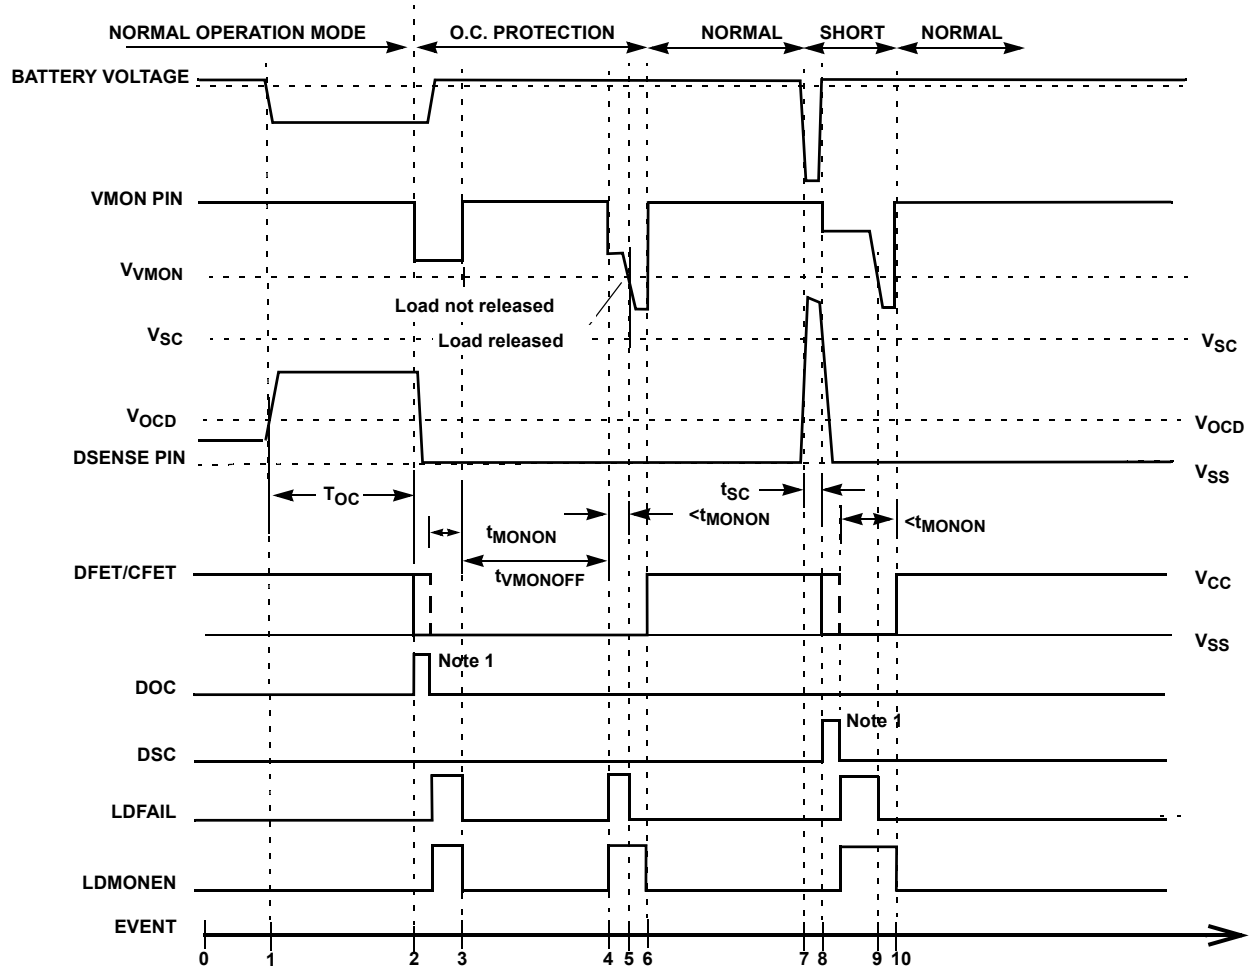 NORMAL OPERATION MODE O.C. PROTECTION NORMAL SHORT NORMAL
BATTERY VOLTAGE
VMON PIN
VVMON
Load not released
Load released
VSC VSC
VOCD VOCD
DSENSE PIN VSS
TOC tSC <tMONON <tMONON
tMONON
tVMONOFF
DFET/CFET VCC
VSS
Note 1
DOC
Note 1
DSC
LDFAIL
LDMONEN
EVENT
0 1 2 3 4 5 6 7 8 9 10